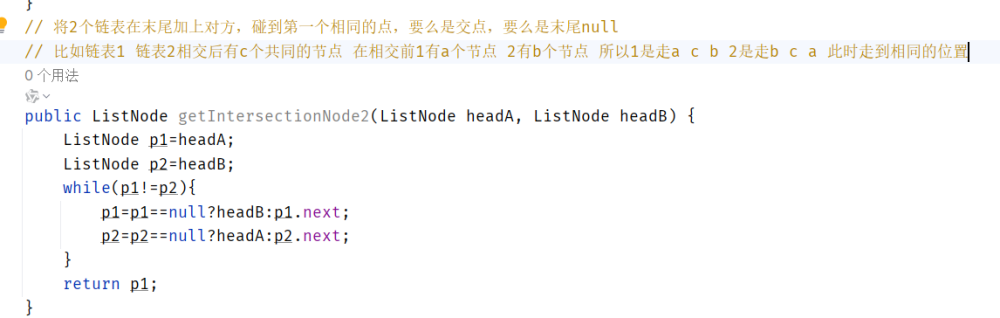 }
// 将2个链表在末尾加上对方，碰到第一个相同的点，要么是交点，要么是末尾null
// 比如链表1 链表2相交后有c个共同的节点 在相交前1有a个节点 2有b个节点 所以1是走a c b 2是走b c a 此时走到相同的位置
0 个用法
public ListNode getIntersectionNode2(ListNode headA, ListNode headB) {
    ListNode p1=headA;
    ListNode p2=headB;
    while(p1!=p2){
        p1=p1==null?headB:p1.next;
        p2=p2==null?headA:p2.next;
    }
    return p1;
}